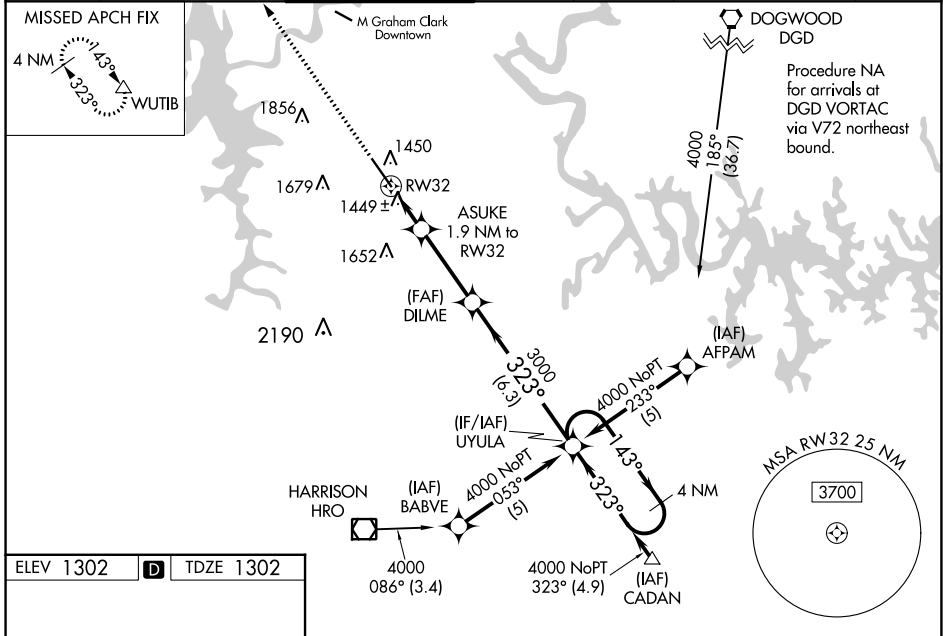 MISSED APCH FIX
4 NM
143°
323°
WUTIB
M Graham Clark
Downtown
DOGWOOD
DGD
Procedure NA
for arrivals at
DGD VORTAC
via V72 northeast
bound.
4000
185°
(36.7)
1856
1450
1679
RW32
1449 ±
ASUKE
1.9 NM to
RW32
1652
(FAF)
DILME
2190
3000
323°
(6.3)
(IAF)
AFPAM
4000 NoPT
233°
(5)
(IF/IAF)
UYULA
143°
323°
4 NM
HARRISON
HRO
(IAF)
BABVE
4000 NoPT
053°
(5)
4000
086° (3.4)
4000 NoPT
323° (4.9)
(IAF)
CADAN
MSA RW32 25 NM
3700
ELEV 1302
D
TDZE 1302